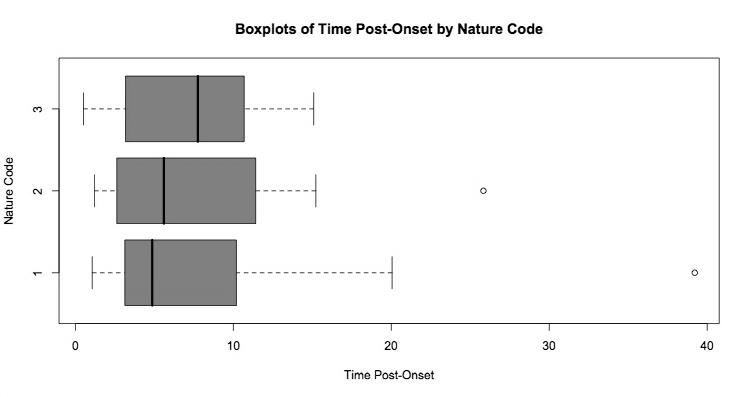 Boxplots of Time Post-Onset by Nature Code
Nature Code
3
2
1
0 10 20 30 40
Time Post-Onset